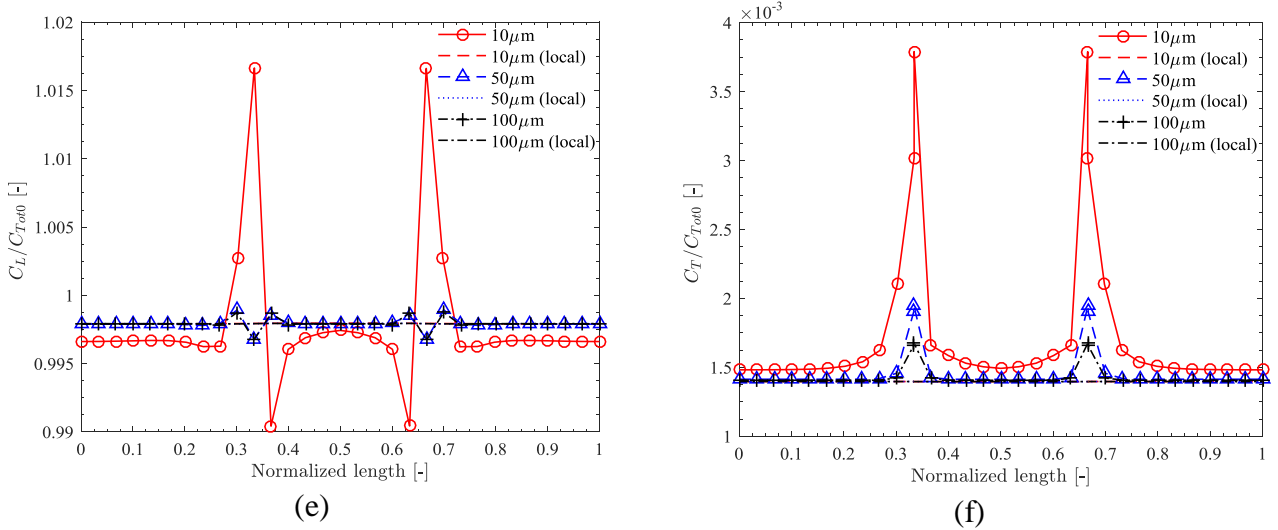 1.02
1.015
1.01
1.005
1
0.995
0.99
C_L/C_{Tot0} [-]
10μm
10μm (local)
50μm
50μm (local)
100μm
100μm (local)
0 0.1 0.2 0.3 0.4 0.5 0.6 0.7 0.8 0.9 1
Normalized length [-]
(e)
×10⁻³
4
3.5
3
2.5
2
1.5
1
C_T/C_{Tot0} [-]
10μm
10μm (local)
50μm
50μm (local)
100μm
100μm (local)
0 0.1 0.2 0.3 0.4 0.5 0.6 0.7 0.8 0.9 1
Normalized length [-]
(f)